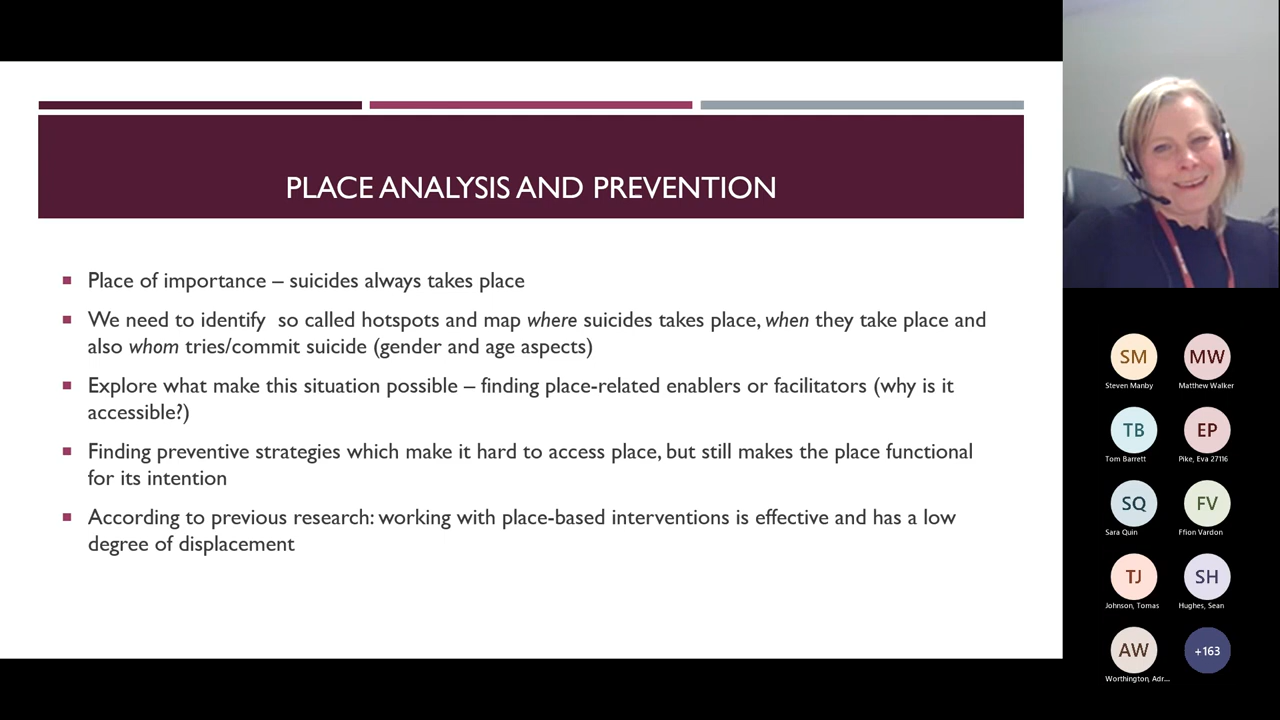 PLACE ANALYSIS AND PREVENTION
Place of importance – suicides always takes place
We need to identify  so called hotspots and map where suicides takes place, when they take place and
also whom tries/commit suicide (gender and age aspects)
Explore what make this situation possible – finding place-related enablers or facilitators (why is it
accessible?)
Finding preventive strategies which make it hard to access place, but still makes the place functional
for its intention
According to previous research: working with place-based interventions is effective and has a low
degree of displacement
SM MW
Steven Manby Matthew Walker
TB EP
Tom Barrett Pike, Eva 27116
SQ FV
Sara Quin Ffion Vardon
TJ SH
Johnson, Tomas Hughes, Sean
AW +163
Worthington, Adr...